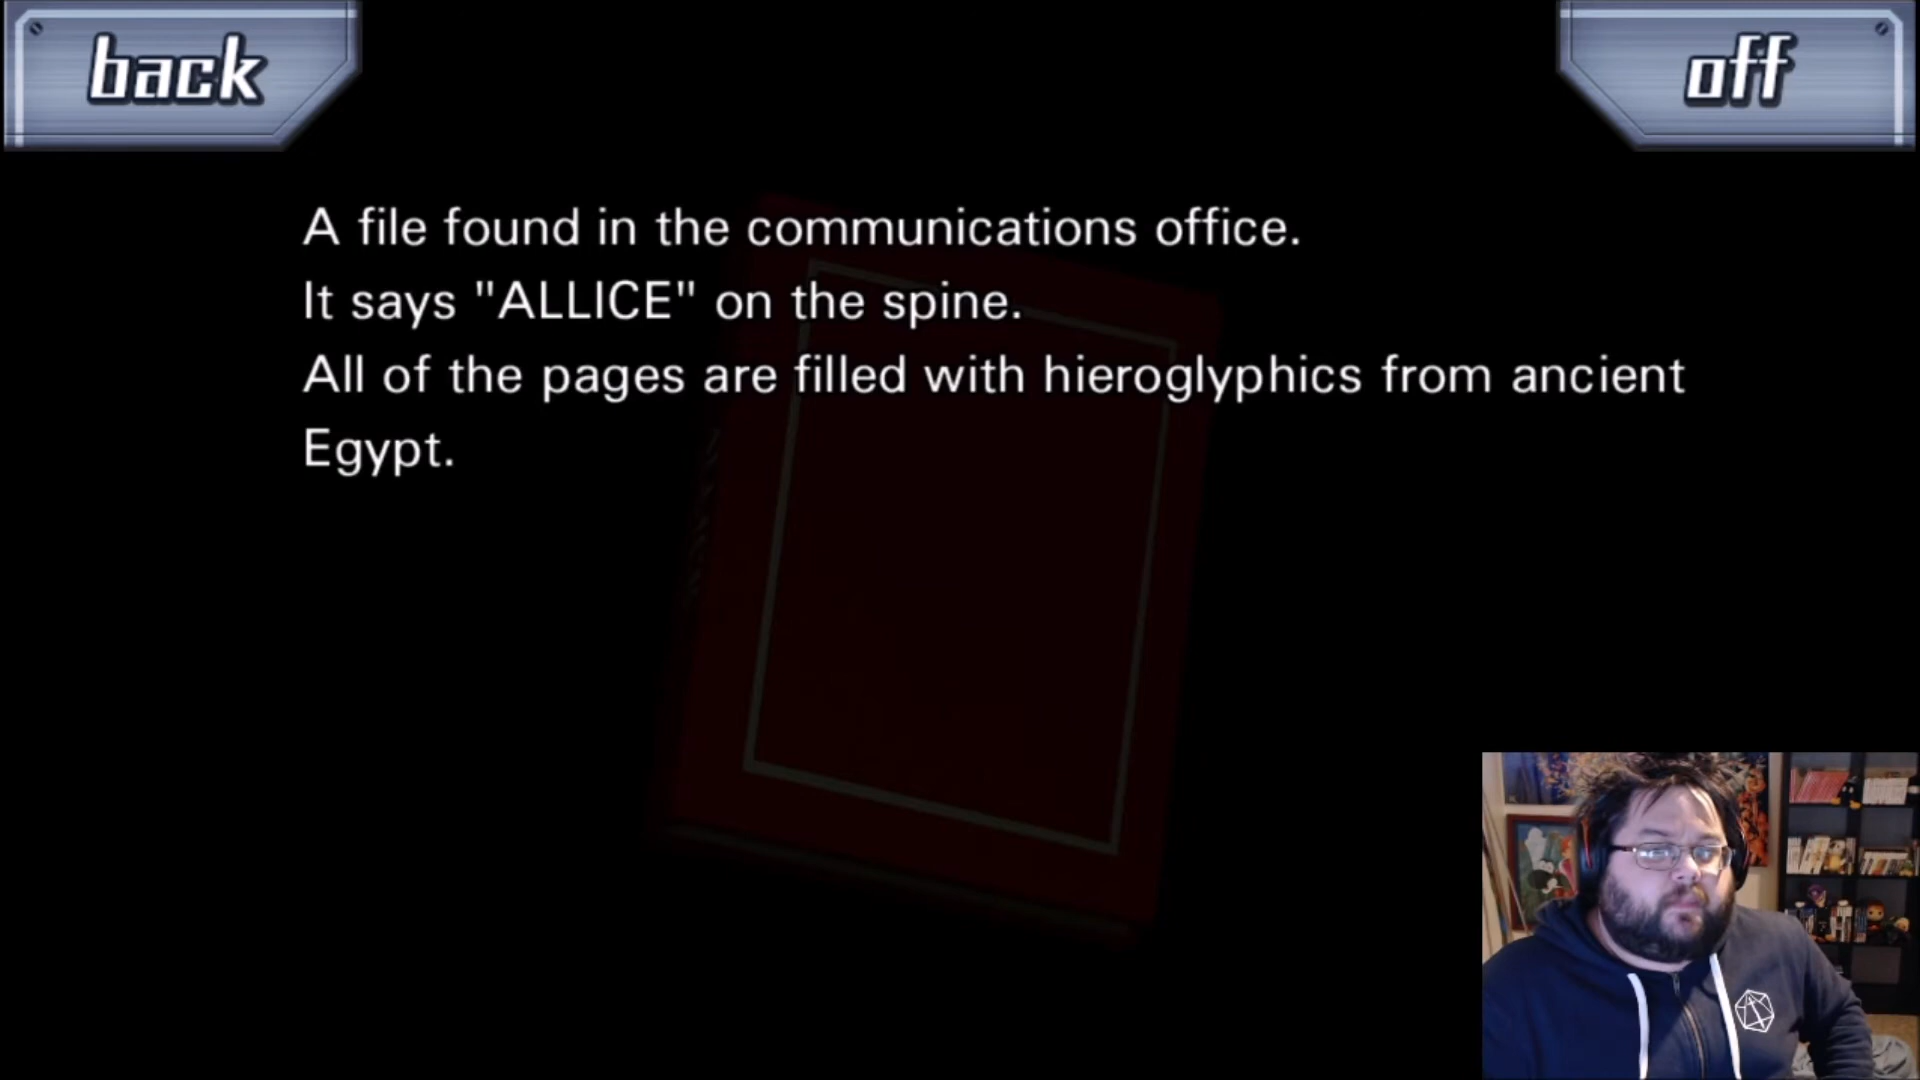 back
off
A file found in the communications office.
It says "ALLICE" on the spine.
All of the pages are filled with hieroglyphics from ancient
Egypt.